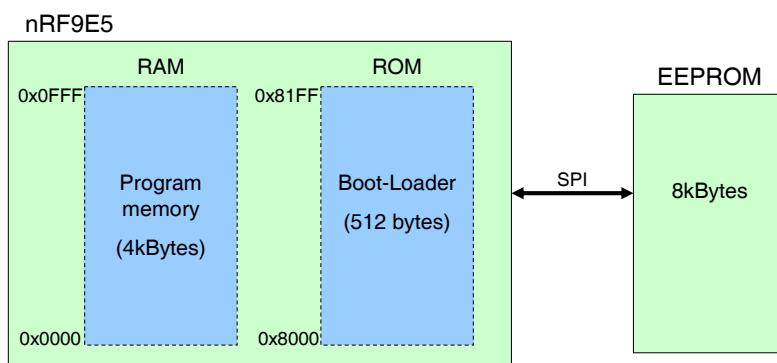 nRF9E5
RAM
ROM
EEPROM
0x0FFF
0x81FF
Program
memory
(4kBytes)
Boot-Loader
(512 bytes)
SPI
8kBytes
0x0000
0x8000